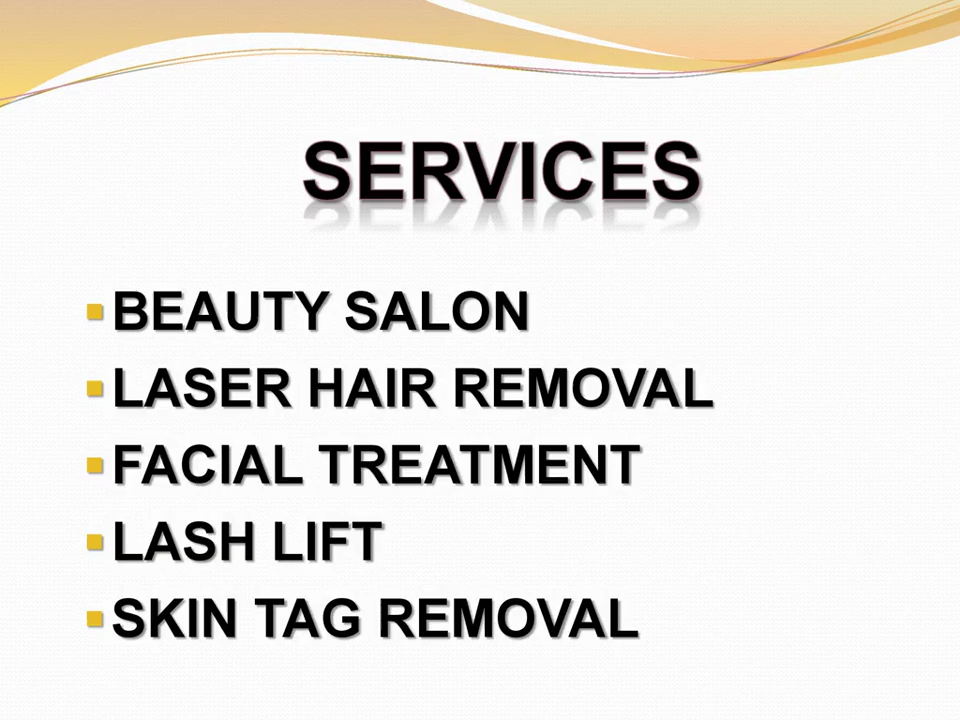 SERVICES
BEAUTY SALON
LASER HAIR REMOVAL
FACIAL TREATMENT
LASH LIFT
SKIN TAG REMOVAL